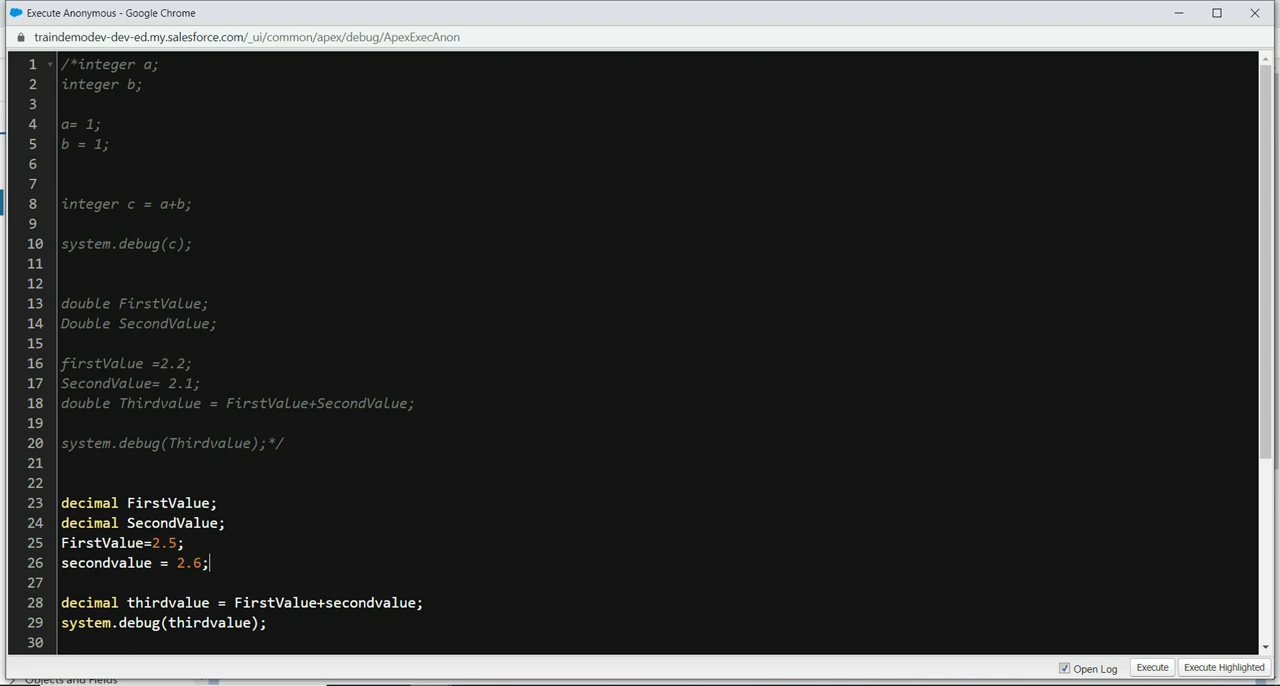 Execute Anonymous - Google Chrome
traindemodev-dev-ed.my.salesforce.com/_ui/common/apex/debug/ApexExecAnon
1 /*integer a;
2 integer b;
3
4 a= 1;
5 b = 1;
6
7
8 integer c = a+b;
9
10 system.debug(c);
11
12
13 double FirstValue;
14 Double SecondValue;
15
16 firstValue =2.2;
17 SecondValue= 2.1;
18 double Thirdvalue = FirstValue+SecondValue;
19
20 system.debug(Thirdvalue);*/
21
22
23 decimal FirstValue;
24 decimal SecondValue;
25 FirstValue=2.5;
26 secondvalue = 2.6;
27
28 decimal thirdvalue = FirstValue+secondvalue;
29 system.debug(thirdvalue);
30
Open Log Execute Execute Highlighted
Objects and Fields